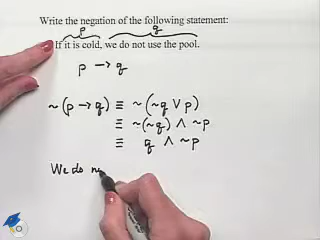 Write the negation of the following statement:
p q
If it is cold, we do not use the pool.
p → q
~(p → q) ≡ ~(~q ∨ p)
≡ ~(~q) ∧ ~p
≡ q ∧ ~p
We do n